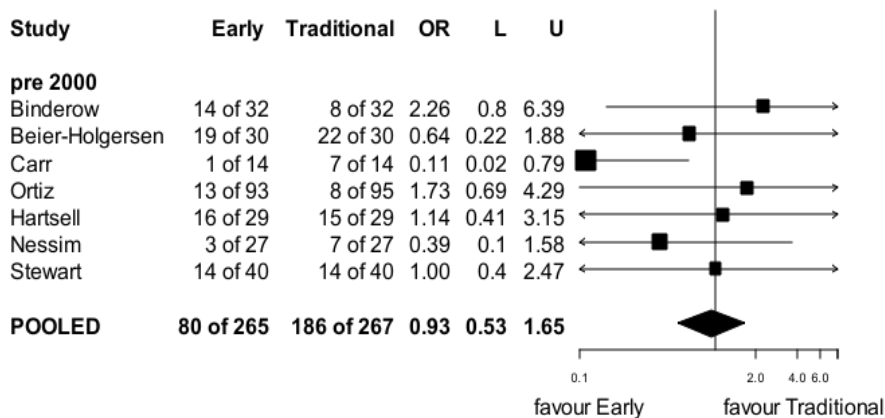 Study Early Traditional OR L U
pre 2000
Binderow 14 of 32 8 of 32 2.26 0.8 6.39
Beier-Holgersen 19 of 30 22 of 30 0.64 0.22 1.88
Carr 1 of 14 7 of 14 0.11 0.02 0.79
Ortiz 13 of 93 8 of 95 1.73 0.69 4.29
Hartsell 16 of 29 15 of 29 1.14 0.41 3.15
Nessim 3 of 27 7 of 27 0.39 0.1 1.58
Stewart 14 of 40 14 of 40 1.00 0.4 2.47
POOLED 80 of 265 186 of 267 0.93 0.53 1.65
0.1 2.0 4.0 6.0
favour Early favour Traditional